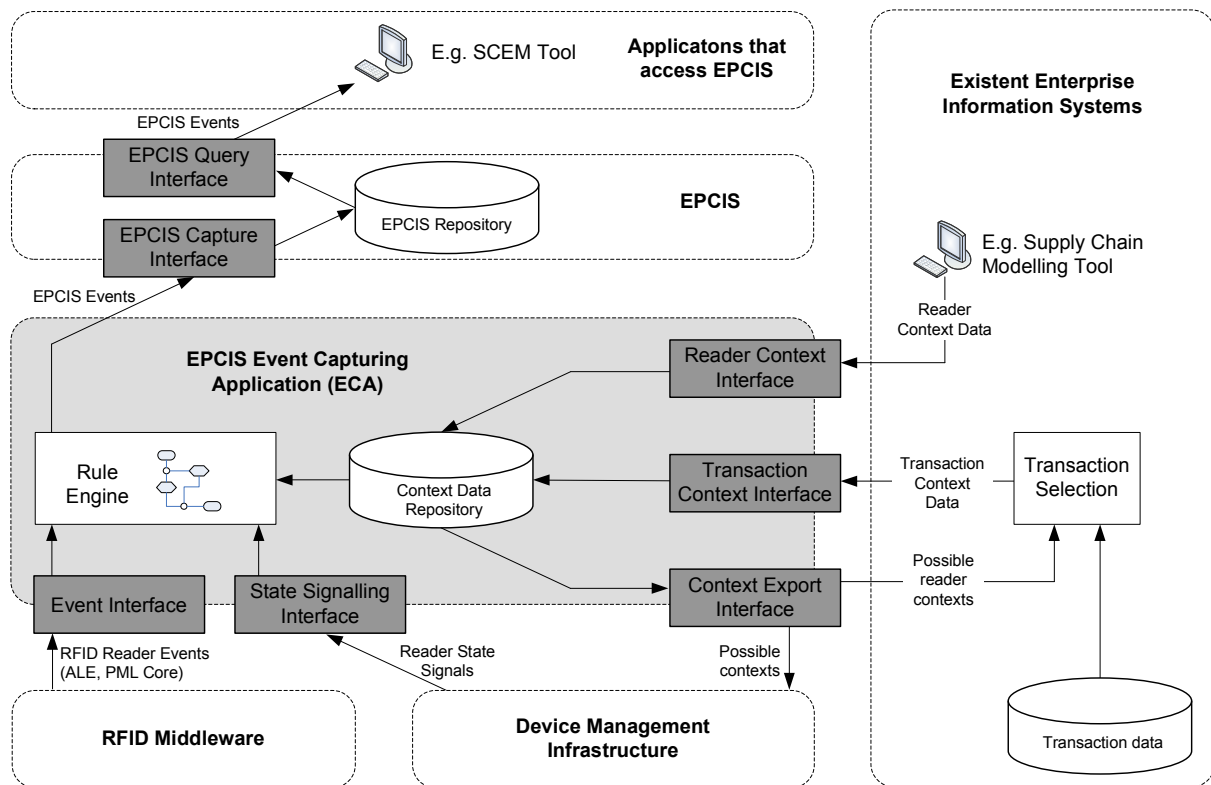 E.g. SCEM Tool
Applicatons that
access EPCIS
Existent Enterprise
Information Systems
EPCIS Events
EPCIS Query
Interface
EPCIS Repository
EPCIS
EPCIS Capture
Interface
E.g. Supply Chain
Modelling Tool
EPCIS Events
Reader
Context Data
EPCIS Event Capturing
Application (ECA)
Reader Context
Interface
Rule
Engine
Context Data
Repository
Transaction
Context Interface
Transaction
Context
Data
Transaction
Selection
Event Interface
State Signalling
Interface
Context Export
Interface
Possible
reader
contexts
RFID Reader Events
(ALE, PML Core)
Reader State
Signals
Possible
contexts
RFID Middleware
Device Management
Infrastructure
Transaction data